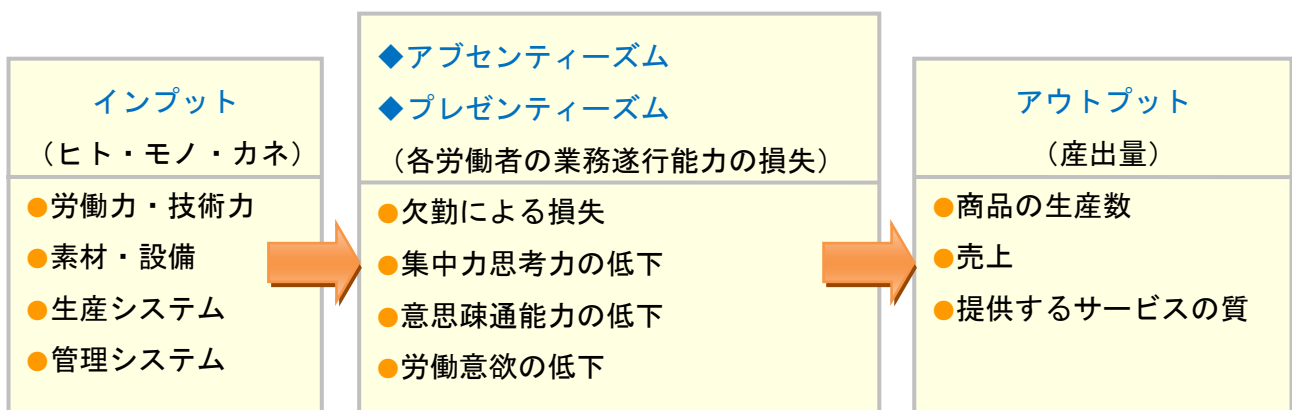 インプット
（ヒト・モノ・カネ）
●労働力・技術力
●素材・設備
●生産システム
●管理システム
◆アブセンティーズム
◆プレゼンティーズム
（各労働者の業務遂行能力の損失）
●欠勤による損失
●集中力思考力の低下
●意思疎通能力の低下
●労働意欲の低下
アウトプット
（産出量）
●商品の生産数
●売上
●提供するサービスの質